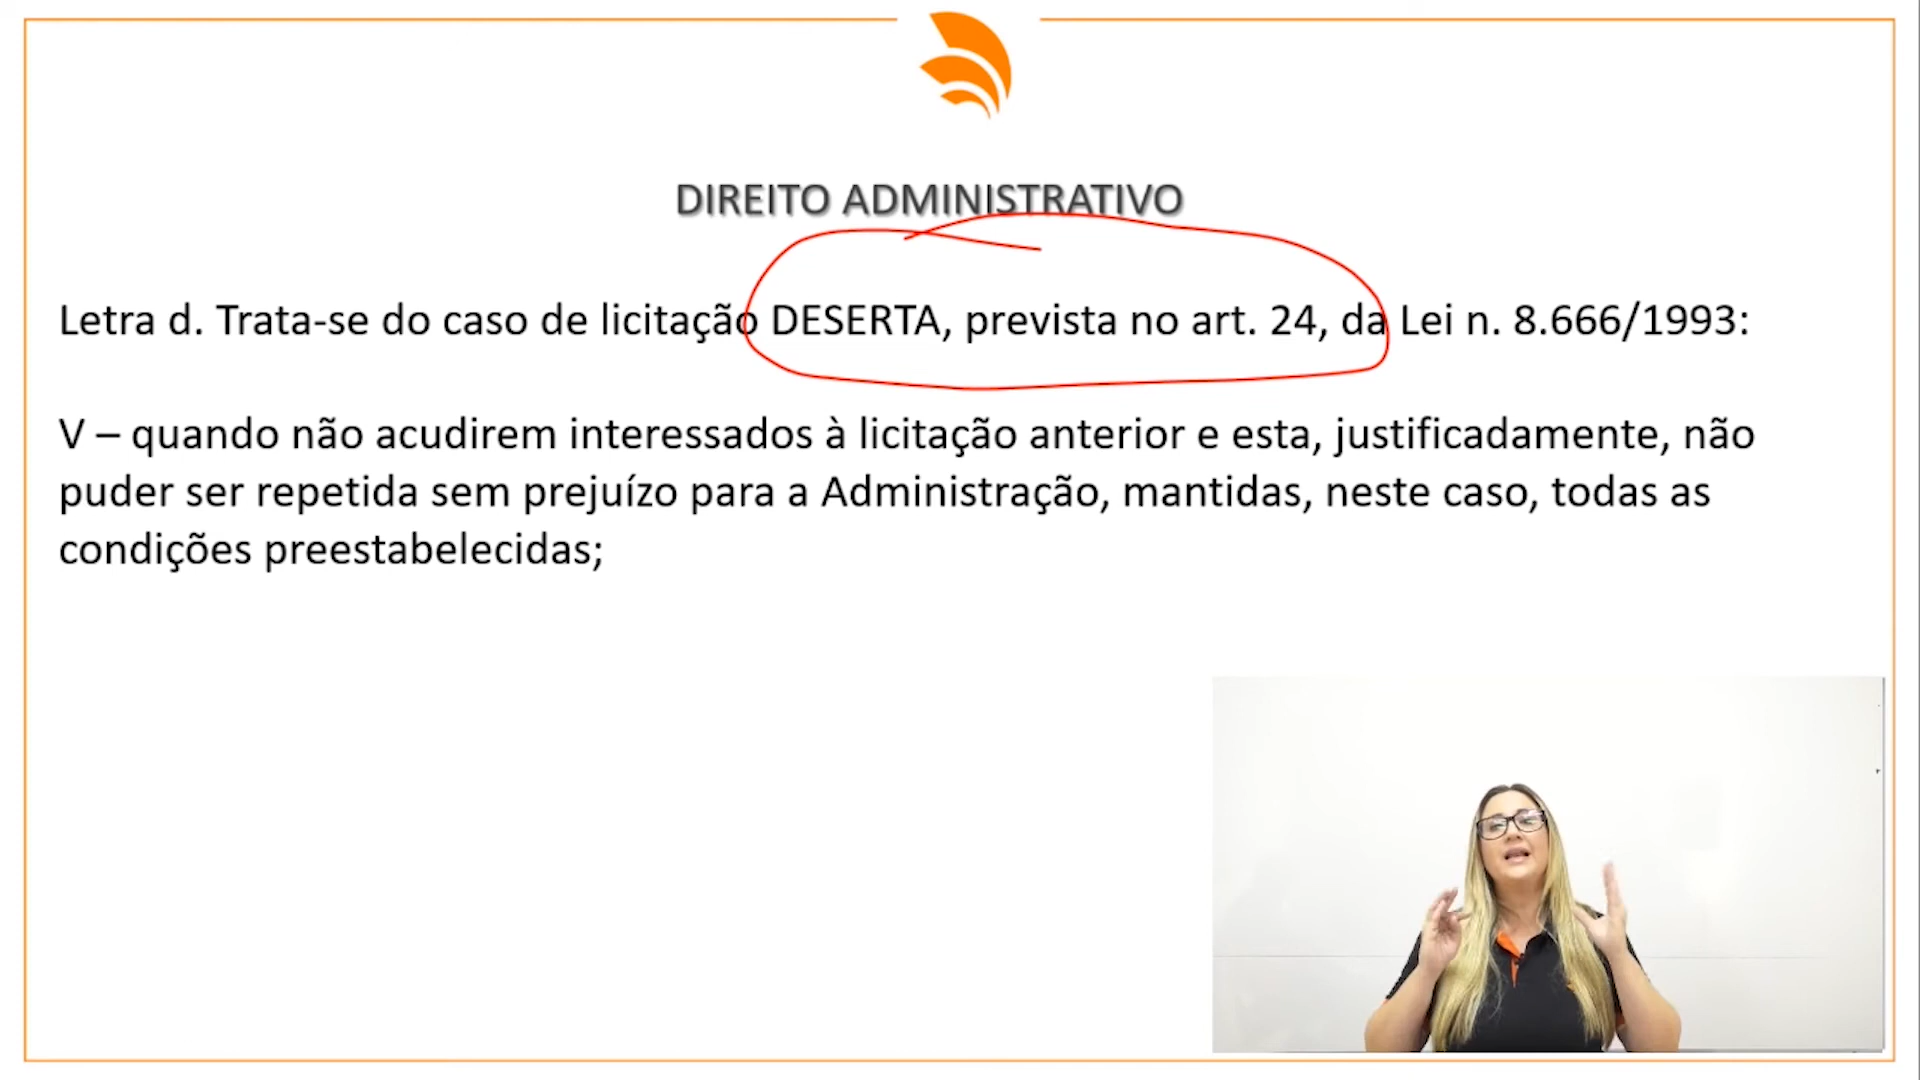 DIREITO ADMINISTRATIVO
Letra d. Trata-se do caso de licitação DESERTA, prevista no art. 24, da Lei n. 8.666/1993:
V – quando não acudirem interessados à licitação anterior e esta, justificadamente, não
puder ser repetida sem prejuízo para a Administração, mantidas, neste caso, todas as
condições preestabelecidas;